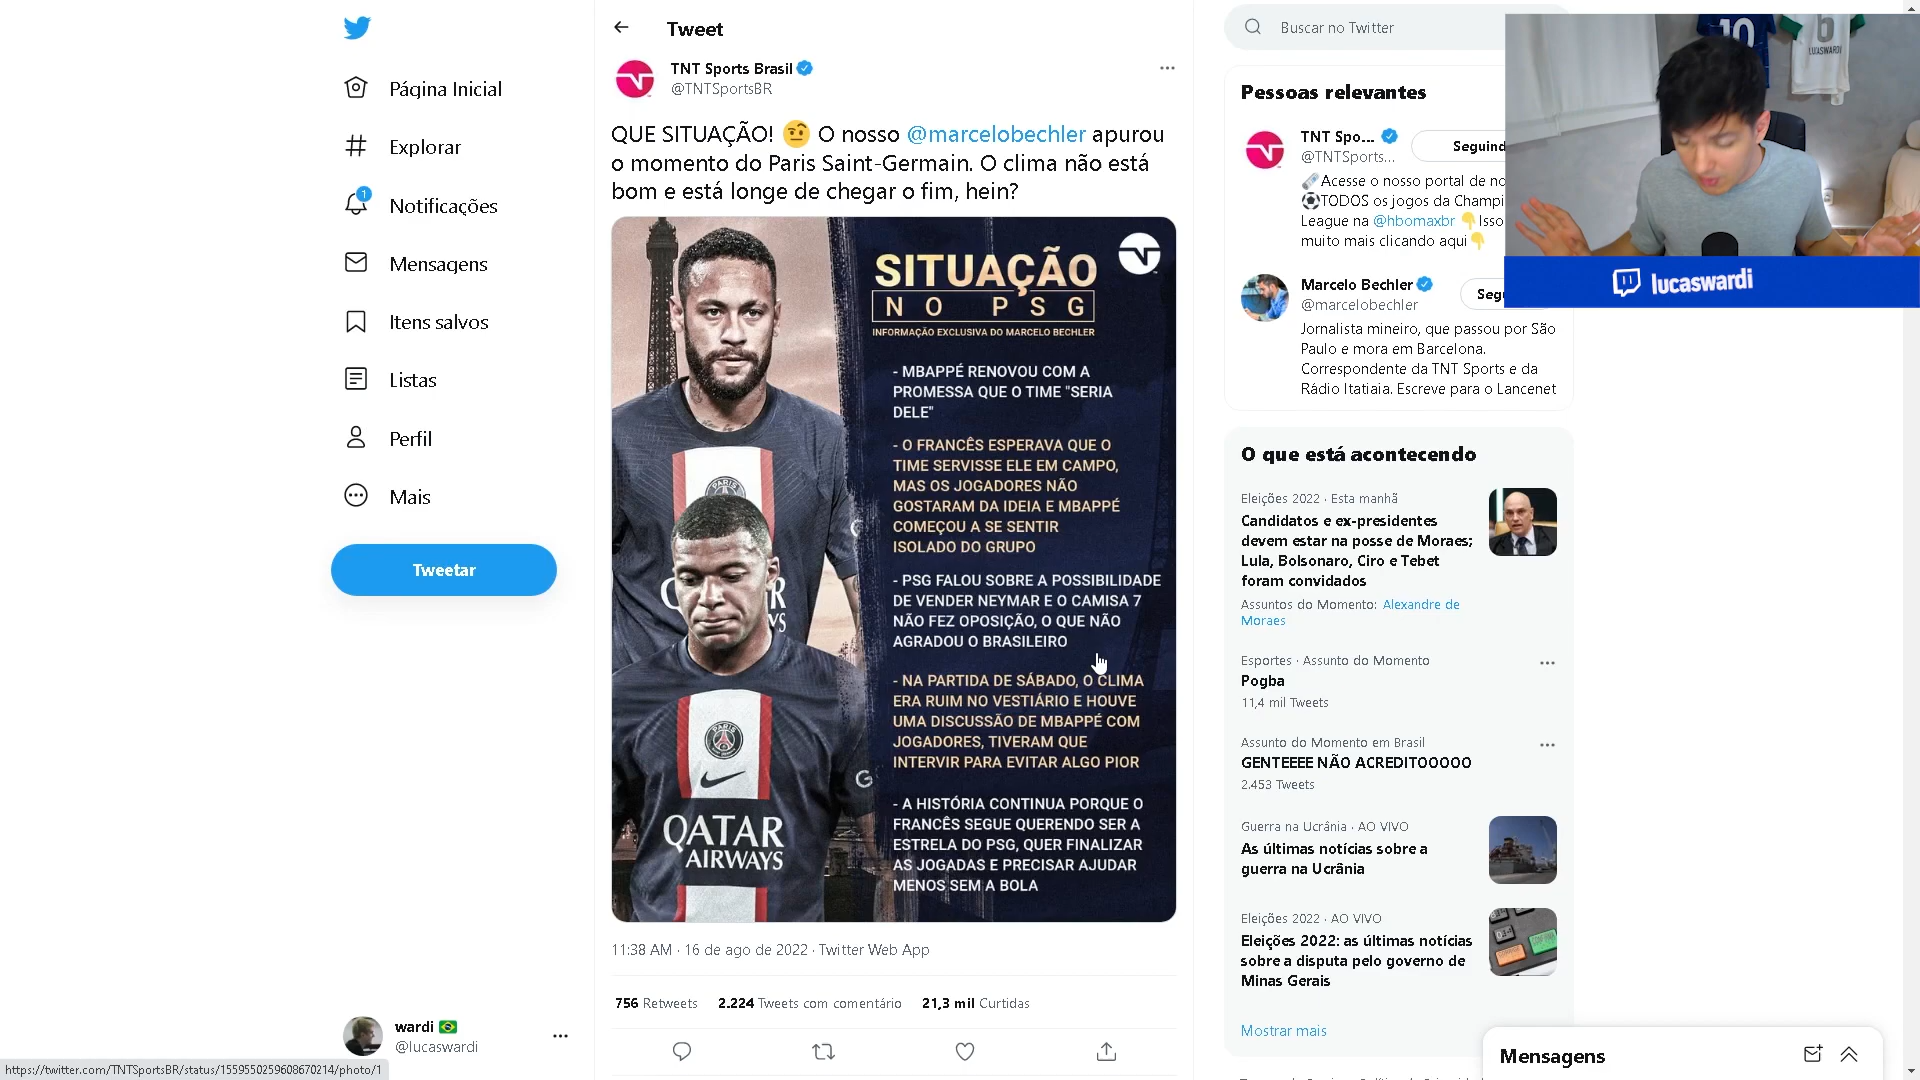 Página Inicial
Explorar
1
Notificações
Mensagens
Itens salvos
Listas
Perfil
Mais
Tweetar
wardi
@lucaswardi
https://twitter.com/TNTSportsBR/status/1559550259608670214/photo/1
Tweet
TNT Sports Brasil
@TNTSportsBR
QUE SITUAÇÃO! 🤨 O nosso @marcelobechler apurou
o momento do Paris Saint-Germain. O clima não está
bom e está longe de chegar o fim, hein?
SITUAÇÃO
NO PSG
INFORMAÇÃO EXCLUSIVA DO MARCELO BECHLER
- MBAPPÉ RENOVOU COM A
PROMESSA QUE O TIME "SERIA
DELE"
- O FRANCÊS ESPERAVA QUE O
TIME SERVISSE ELE EM CAMPO,
MAS OS JOGADORES NÃO
GOSTARAM DA IDEIA E MBAPPÉ
COMEÇOU A SE SENTIR
ISOLADO DO GRUPO
- PSG FALOU SOBRE A POSSIBILIDADE
DE VENDER NEYMAR E O CAMISA 7
NÃO FEZ OPOSIÇÃO, O QUE NÃO
AGRADOU O BRASILEIRO
- NA PARTIDA DE SÁBADO, O CLIMA
ERA RUIM NO VESTIÁRIO E HOUVE
UMA DISCUSSÃO DE MBAPPÉ COM
JOGADORES, TIVERAM QUE
INTERVIR PARA EVITAR ALGO PIOR
- A HISTÓRIA CONTINUA PORQUE O
FRANCÊS SEGUE QUERENDO SER A
ESTRELA DO PSG, QUER FINALIZAR
AS JOGADAS E PRECISAR AJUDAR
MENOS SEM A BOLA
PARIS
QATAR
AIRWAYS
11:38 AM · 16 de ago de 2022 · Twitter Web App
756 Retweets 2.224 Tweets com comentário 21,3 mil Curtidas
Buscar no Twitter
Pessoas relevantes
TNT Spo...
@TNTSports...
Seguind
🗞️Acesse o nosso portal de no
⚽TODOS os jogos da Champi
League na @hbomaxbr 👇Isso
muito mais clicando aqui👇
Marcelo Bechler
@marcelobechler
Segu
Jornalista mineiro, que passou por São
Paulo e mora em Barcelona.
Correspondente da TNT Sports e da
Rádio Itatiaia. Escreve para o Lancenet
O que está acontecendo
Eleições 2022 · Esta manhã
Candidatos e ex-presidentes
devem estar na posse de Moraes;
Lula, Bolsonaro, Ciro e Tebet
foram convidados
Assuntos do Momento: Alexandre de
Moraes
Esportes · Assunto do Momento
Pogba
11,4 mil Tweets
Assunto do Momento em Brasil
GENTEEEE NÃO ACREDITOOOOO
2.453 Tweets
Guerra na Ucrânia · AO VIVO
As últimas notícias sobre a
guerra na Ucrânia
Eleições 2022 · AO VIVO
Eleições 2022: as últimas notícias
sobre a disputa pelo governo de
Minas Gerais
Mostrar mais
Mensagens
10
6
LUCASWARDI
lucaswardi